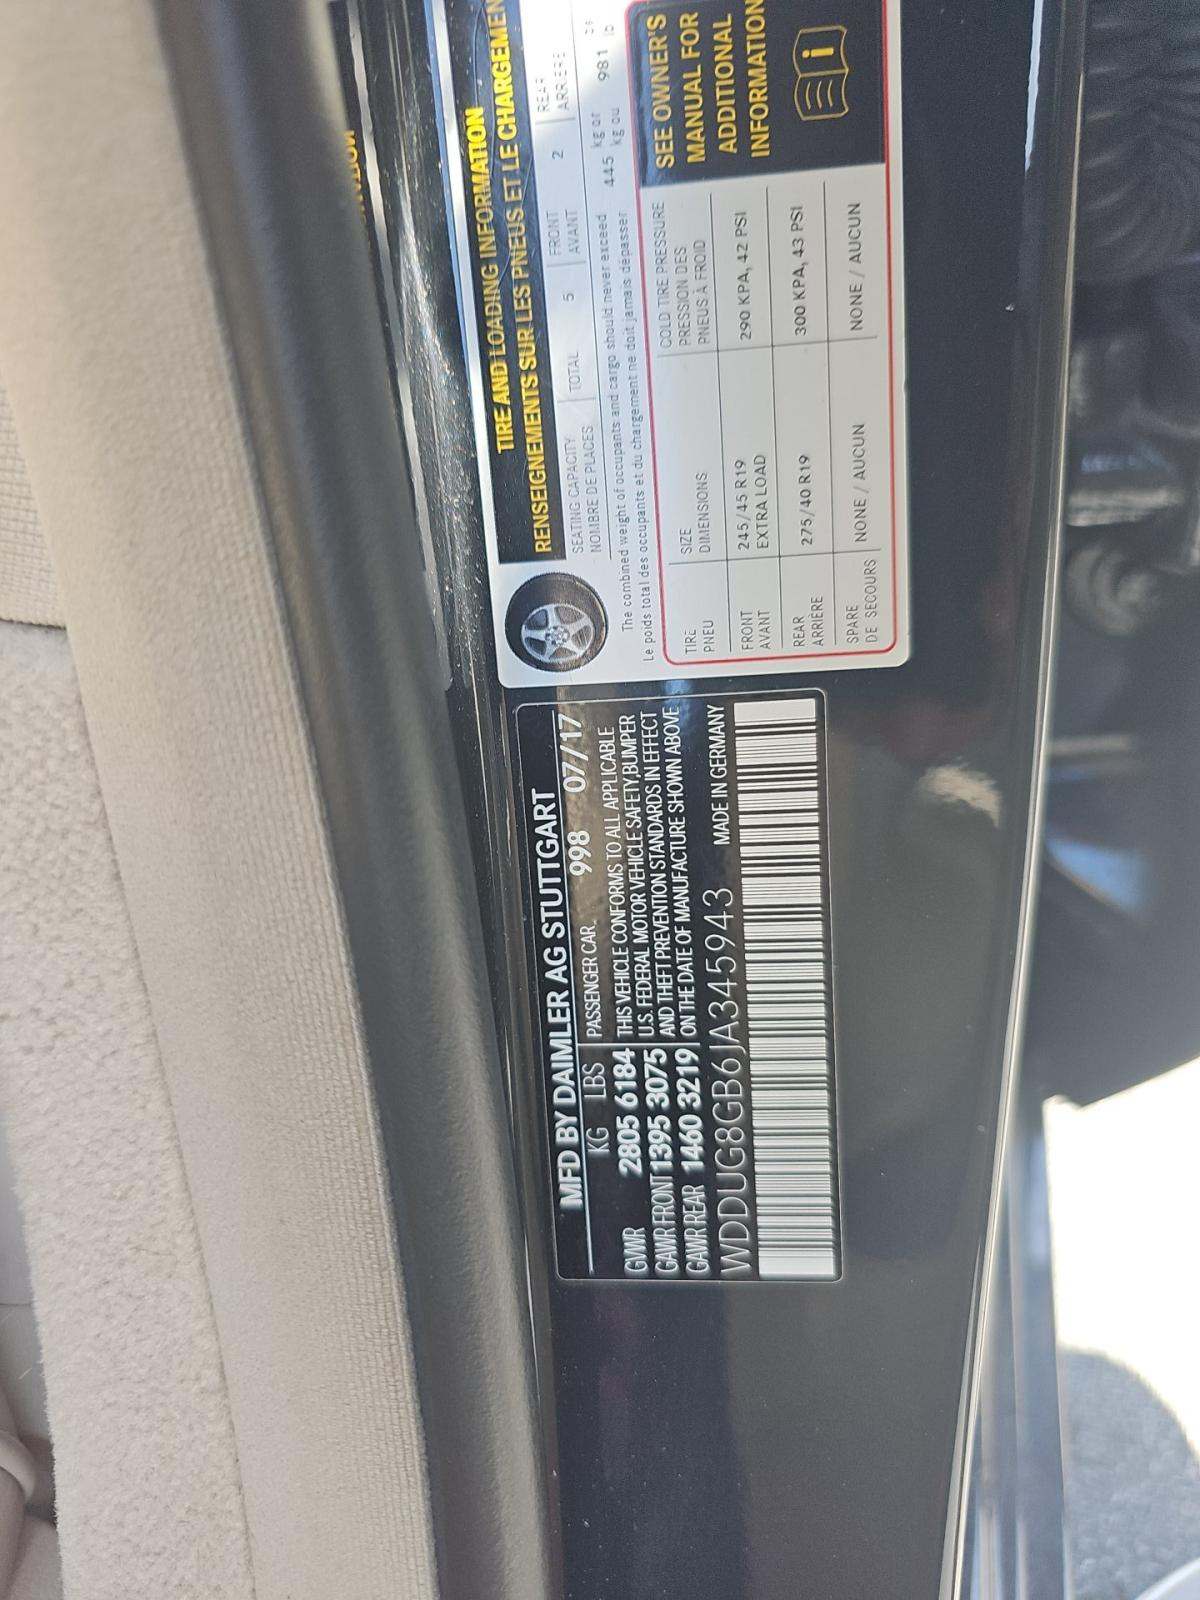 MFD BY DAIMLER AG STUTTGART
KG LBS PASSENGER CAR 998 07/17
GVWR 2805 6184 THIS VEHICLE CONFORMS TO ALL APPLICABLE
GAWR FRONT 1395 3075 U.S. FEDERAL MOTOR VEHICLE SAFETY,BUMPER
GAWR REAR 1460 3219 AND THEFT PREVENTION STANDARDS IN EFFECT
ON THE DATE OF MANUFACTURE SHOWN ABOVE
WDDUG8GB6JA345943 MADE IN GERMANY
TIRE AND LOADING INFORMATION
RENSEIGNEMENTS SUR LES PNEUS ET LE CHARGEMEN
SEATING CAPACITY TOTAL 5 FRONT 2 REAR
NOMBRE DE PLACES AVANT ARRIERE
The combined weight of occupants and cargo should never exceed 445 kg or 981
Le poids total des occupants et du chargement ne doit jamais dépasser kg ou lb
TIRE SIZE COLD TIRE PRESSURE
PNEU DIMENSIONS PRESSION DES
PNEUS À FROID
FRONT 245/45 R19 290 KPA, 42 PSI
AVANT EXTRA LOAD
REAR 275/40 R19 300 KPA, 43 PSI
ARRIÈRE
SPARE NONE / AUCUN NONE / AUCUN
DE SECOURS
SEE OWNER'S
MANUAL FOR
ADDITIONAL
INFORMATION
i